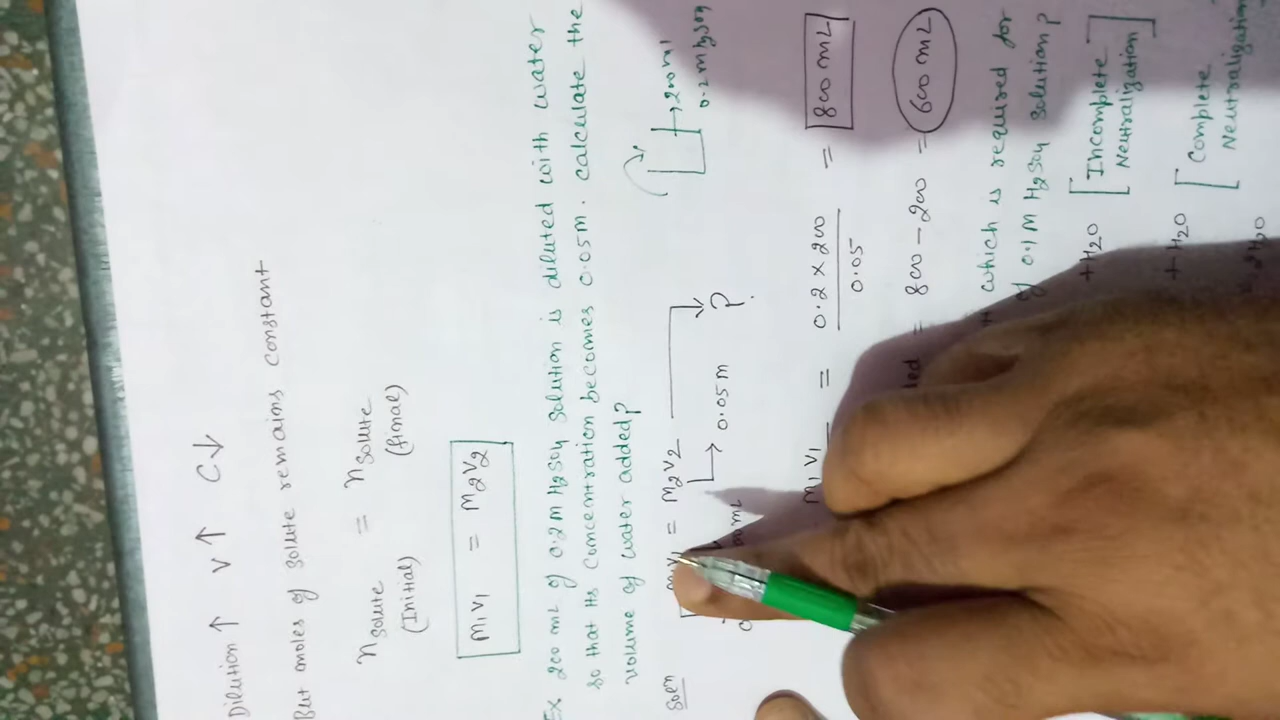 Dilution ↑ V ↑ C ↓
But moles of solute remains constant
n solute = n solute
(Initial) (final)
M1V1 = M2V2
Ex 200 mL of 0.2 M H2SO4 solution is diluted with water
so that its concentration becomes 0.05 M. calculate the
volume of water added?
→ 200 ml
0.2 M H2SO4
Soln = M2V2
→ 0.05 M ?
M1V1 = 0.2 × 200 = 800 mL
0.05
= 800 - 200 = 600 mL
which is required for
of 0.1 M H2SO4 solution?
+ H2O [Incomplete
Neutralization]
+ H2O [Complete
Neutralization